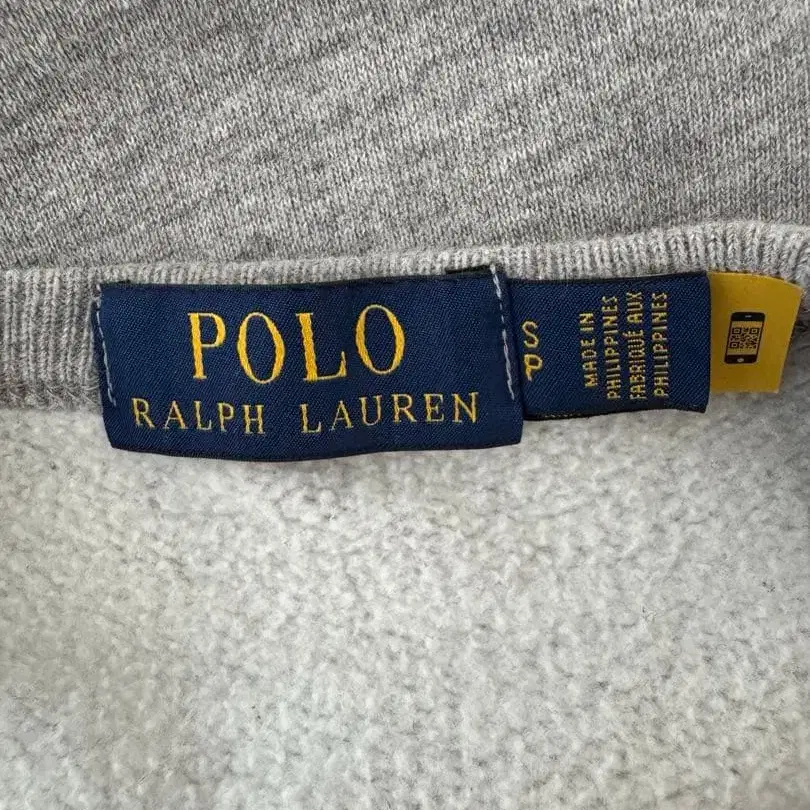 POLO
RALPH LAUREN
S
P
MADE IN
PHILIPPINES
FABRIQUÉ AUX
PHILIPPINES